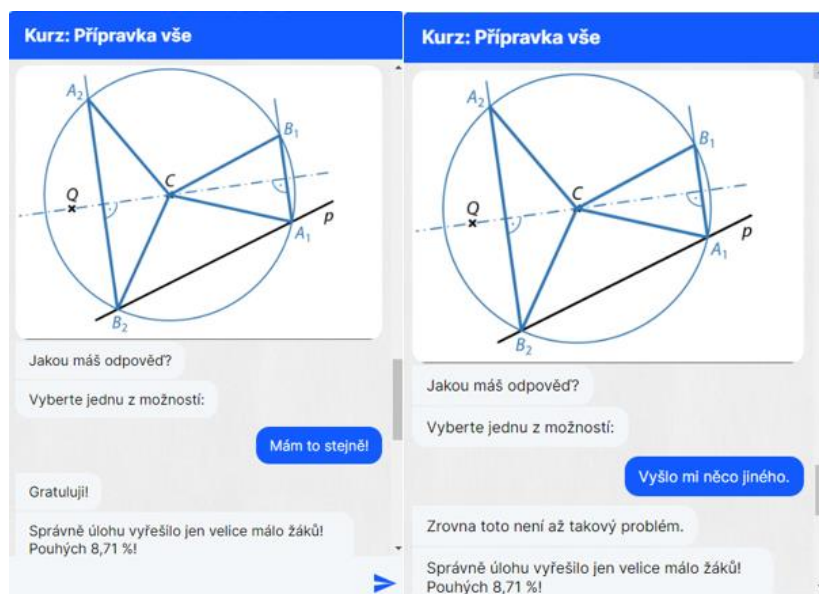 Kurz: Přípravka vše
A₂
B₁
C
Q
p
A₁
B₂
Jakou máš odpověď?
Vyberte jednu z možností:
Mám to stejně!
Gratuluji!
Správně úlohu vyřešilo jen velice málo žáků!
Pouhých 8,71 %!
Kurz: Přípravka vše
A₂
B₁
C
Q
p
A₁
B₂
Jakou máš odpověď?
Vyberte jednu z možností:
Vyšlo mi něco jiného.
Zrovna toto není až takový problém.
Správně úlohu vyřešilo jen velice málo žáků!
Pouhých 8,71 %!